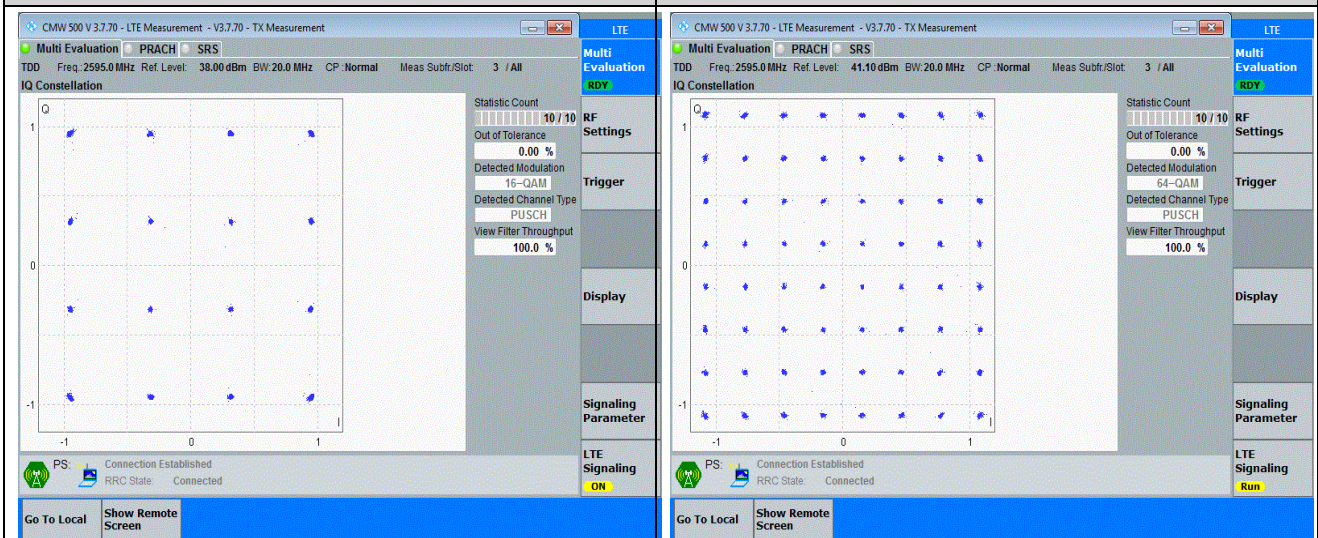 CMW 500 V 3.7.70 - LTE Measurement - V3.7.70 - TX Measurement
LTE
Multi Evaluation PRACH SRS
Multi
Evaluation
RDY
TDD Freq.:2595.0 MHz Ref. Level: 38.00 dBm BW:20.0 MHz CP :Normal Meas Subfr./Slot: 3 / All
IQ Constellation
Q
1
0
-1
-1 0 1
I
Statistic Count
10 / 10
Out of Tolerance
0.00 %
Detected Modulation
16-QAM
Detected Channel Type
PUSCH
View Filter Throughput
100.0 %
RF
Settings
Trigger
Display
Signaling
Parameter
LTE
Signaling
ON
PS: Connection Established
RRC State: Connected
Go To Local
Show Remote
Screen
CMW 500 V 3.7.70 - LTE Measurement - V3.7.70 - TX Measurement
LTE
Multi Evaluation PRACH SRS
Multi
Evaluation
RDY
TDD Freq.:2595.0 MHz Ref. Level: 41.10 dBm BW:20.0 MHz CP :Normal Meas Subfr./Slot: 3 / All
IQ Constellation
Q
1
0
-1
-1 0 1
I
Statistic Count
10 / 10
Out of Tolerance
0.00 %
Detected Modulation
64-QAM
Detected Channel Type
PUSCH
View Filter Throughput
100.0 %
RF
Settings
Trigger
Display
Signaling
Parameter
LTE
Signaling
Run
PS: Connection Established
RRC State: Connected
Go To Local
Show Remote
Screen